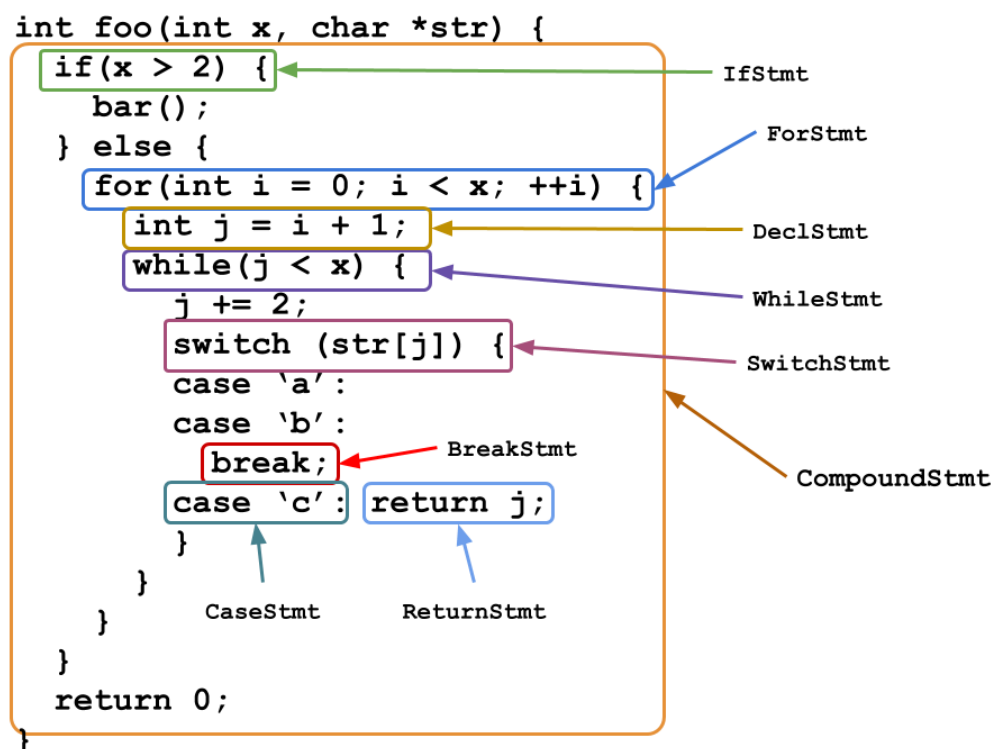 int foo(int x, char *str) {
if(x > 2) {
IfStmt
bar();
ForStmt
} else {
for(int i = 0; i < x; ++i) {
int j = i + 1;
DeclStmt
while(j < x) {
WhileStmt
j += 2;
switch (str[j]) {
SwitchStmt
case ‘a’:
case ‘b’:
BreakStmt
break;
CompoundStmt
case ‘c’: return j;
}
}
CaseStmt
ReturnStmt
}
}
return 0;
}